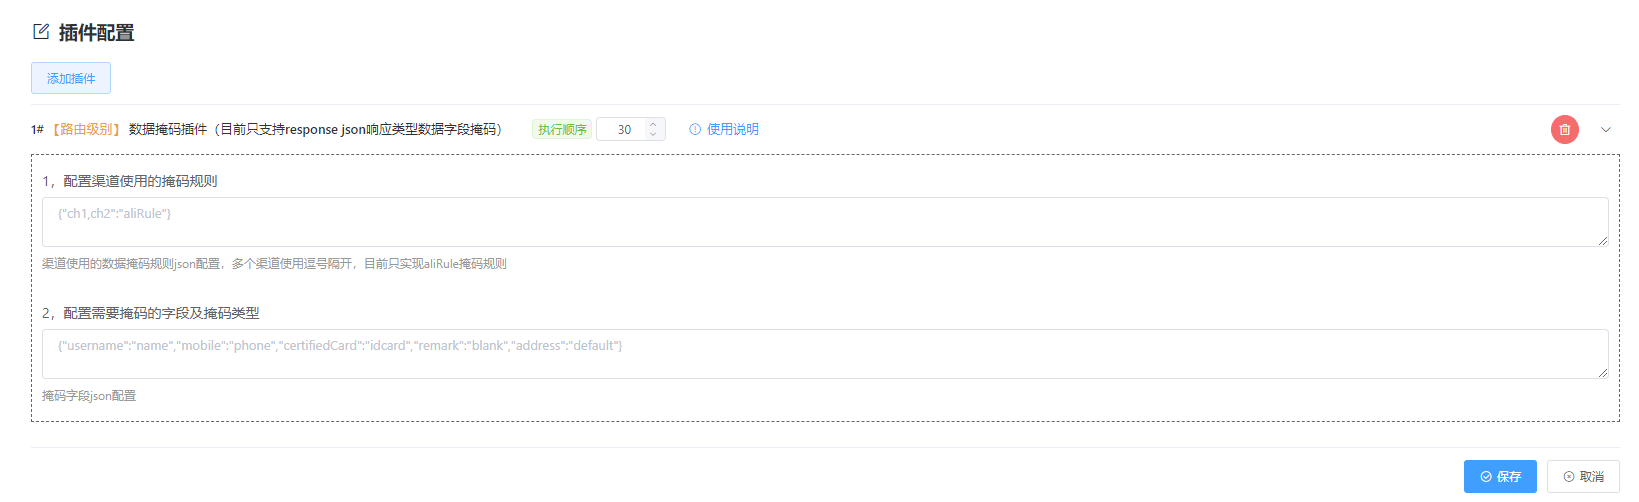 插件配置
添加插件
1# 【路由级别】 数据掩码插件（目前只支持response json响应类型数据字段掩码） 执行顺序 30 使用说明
1，配置渠道使用的掩码规则
{"ch1,ch2":"aliRule"}
渠道使用的数据掩码规则json配置，多个渠道使用逗号隔开，目前只实现aliRule掩码规则
2，配置需要掩码的字段及掩码类型
{"username":"name","mobile":"phone","certifiedCard":"idcard","remark":"blank","address":"default"}
掩码字段json配置
保存 取消